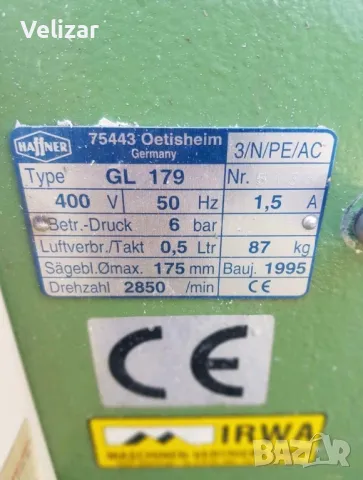 Velizar
Haffner
75443 Oetisheim
Germany
3/N/PE/AC
Type GL 179 Nr.
400 V 50 Hz 1,5 A
Betr.-Druck 6 bar
Luftverbr./Takt 0,5 Ltr 87 kg
Sägebl.Ømax. 175 mm Bauj. 1995
Drehzahl 2850 /min CE
CE
IRWA
BAZAR